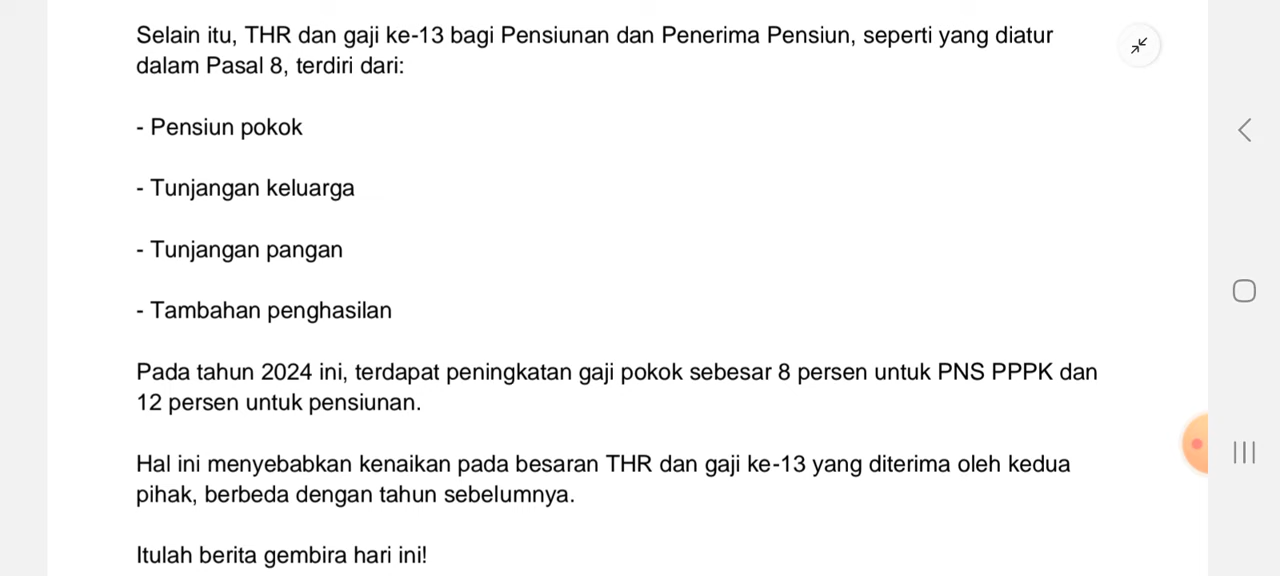 Selain itu, THR dan gaji ke-13 bagi Pensiunan dan Penerima Pensiun, seperti yang diatur
dalam Pasal 8, terdiri dari:
- Pensiun pokok
- Tunjangan keluarga
- Tunjangan pangan
- Tambahan penghasilan
Pada tahun 2024 ini, terdapat peningkatan gaji pokok sebesar 8 persen untuk PNS PPPK dan
12 persen untuk pensiunan.
Hal ini menyebabkan kenaikan pada besaran THR dan gaji ke-13 yang diterima oleh kedua
pihak, berbeda dengan tahun sebelumnya.
Itulah berita gembira hari ini!